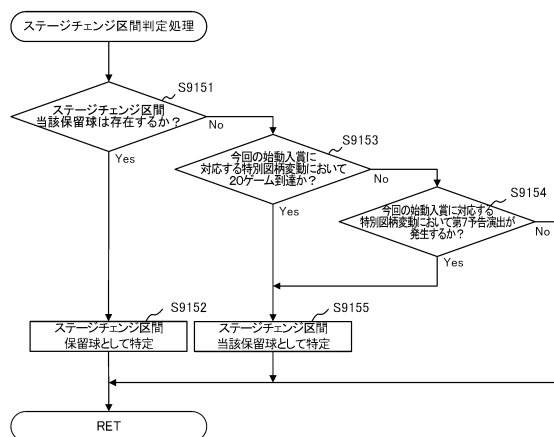 ステージチェンジ区間判定処理
S9151
ステージチェンジ区間
当該保留球は存在するか？
No
Yes
S9153
今回の始動入賞に
対応する特別図柄変動において
20ゲーム到達か？
No
Yes
S9154
今回の始動入賞に対応する
特別図柄変動において第7予告演出が
発生するか？
No
Yes
S9152
ステージチェンジ区間
保留球として特定
S9155
ステージチェンジ区間
当該保留球として特定
RET